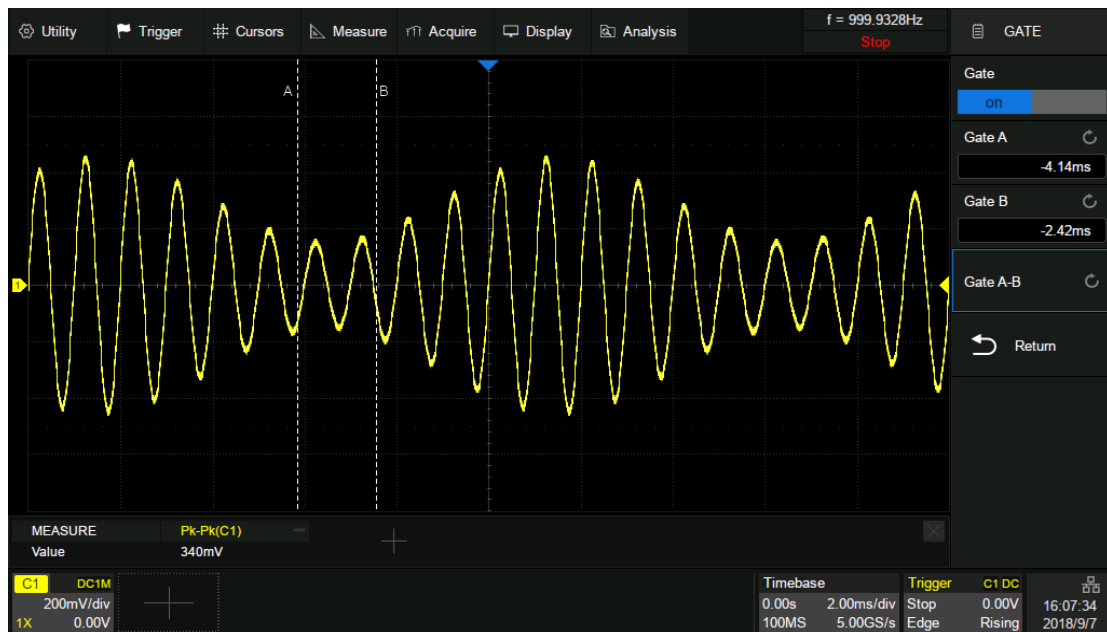 Utility Trigger Cursors Measure Acquire Display Analysis
f = 999.9328Hz
Stop
GATE
A
B
1
Gate
on
Gate A
-4.14ms
Gate B
-2.42ms
Gate A-B
Return
MEASURE Pk-Pk(C1)
Value 340mV
C1 DC1M
200mV/div
1X 0.00V
Timebase
0.00s 2.00ms/div
100MS 5.00GS/s
Trigger C1 DC
Stop 0.00V
Edge Rising
16:07:34
2018/9/7